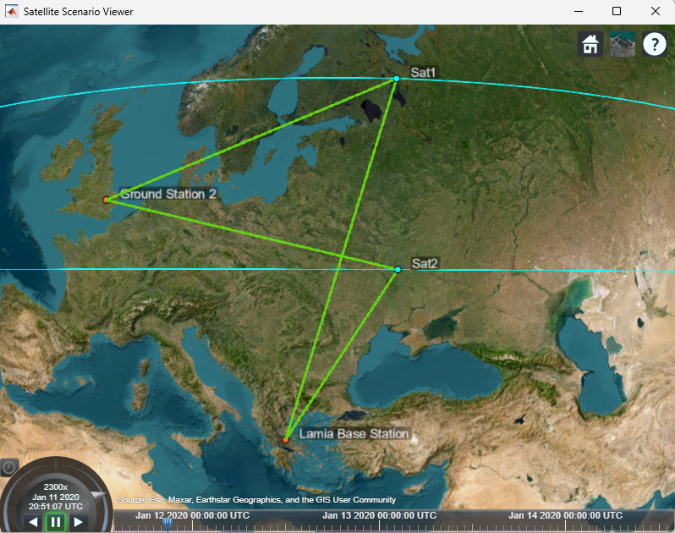 Satellite Scenario Viewer
?
Sat1
Ground Station 2
Sat2
Lamia Base Station
2300x
Jan 11 2020
20:51:07 UTC
Source: Esri, Maxar, Earthstar Geographics, and the GIS User Community
Jan 12 2020 00:00:00 UTC
Jan 13 2020 00:00:00 UTC
Jan 14 2020 00:00:00 UTC